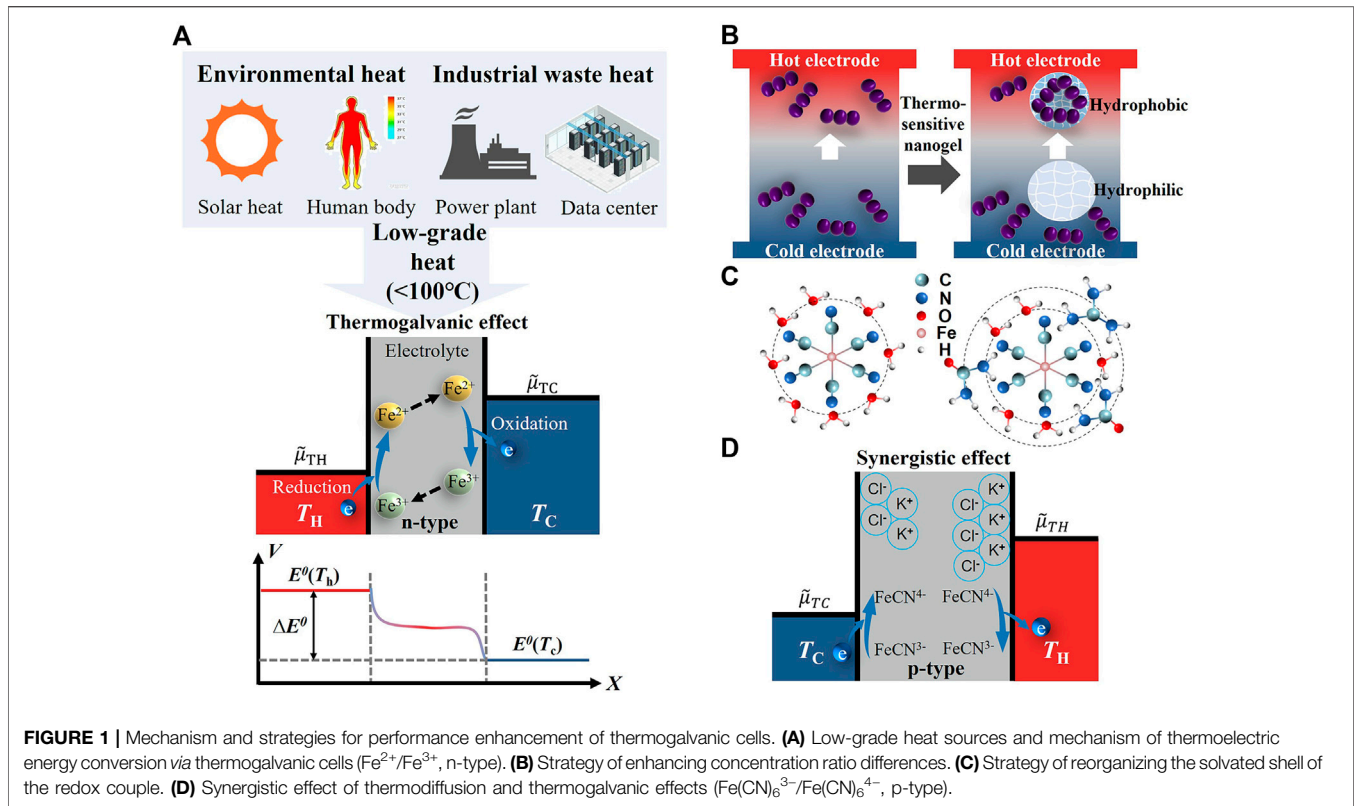 A
Environmental heat
Industrial waste heat
Solar heat
Human body
Power plant
Data center
Low-grade
heat
(<100℃)
Thermogalvanic effect
Electrolyte
μ̃TH
Reduction
e
TH
Fe2+
Fe2+
Fe3+
Fe3+
n-type
μ̃TC
Oxidation
e
TC
V
E0(Th)
ΔE0
E0(Tc)
X
B
Hot electrode
Cold electrode
Thermo-
sensitive
nanogel
Hot electrode
Hydrophobic
Hydrophilic
Cold electrode
C
C
N
O
Fe
H
D
Synergistic effect
Cl-
K+
Cl-
K+
K+
Cl-
K+
Cl-
K+
Cl-
μ̃TC
TC
e
FeCN4-
FeCN4-
FeCN3-
FeCN3-
p-type
μ̃TH
e
TH
FIGURE 1 | Mechanism and strategies for performance enhancement of thermogalvanic cells. (A) Low-grade heat sources and mechanism of thermoelectric
energy conversion via thermogalvanic cells (Fe2+/Fe3+, n-type). (B) Strategy of enhancing concentration ratio differences. (C) Strategy of reorganizing the solvated shell of
the redox couple. (D) Synergistic effect of thermodiffusion and thermogalvanic effects (Fe(CN)6 3−/Fe(CN)6 4−, p-type).